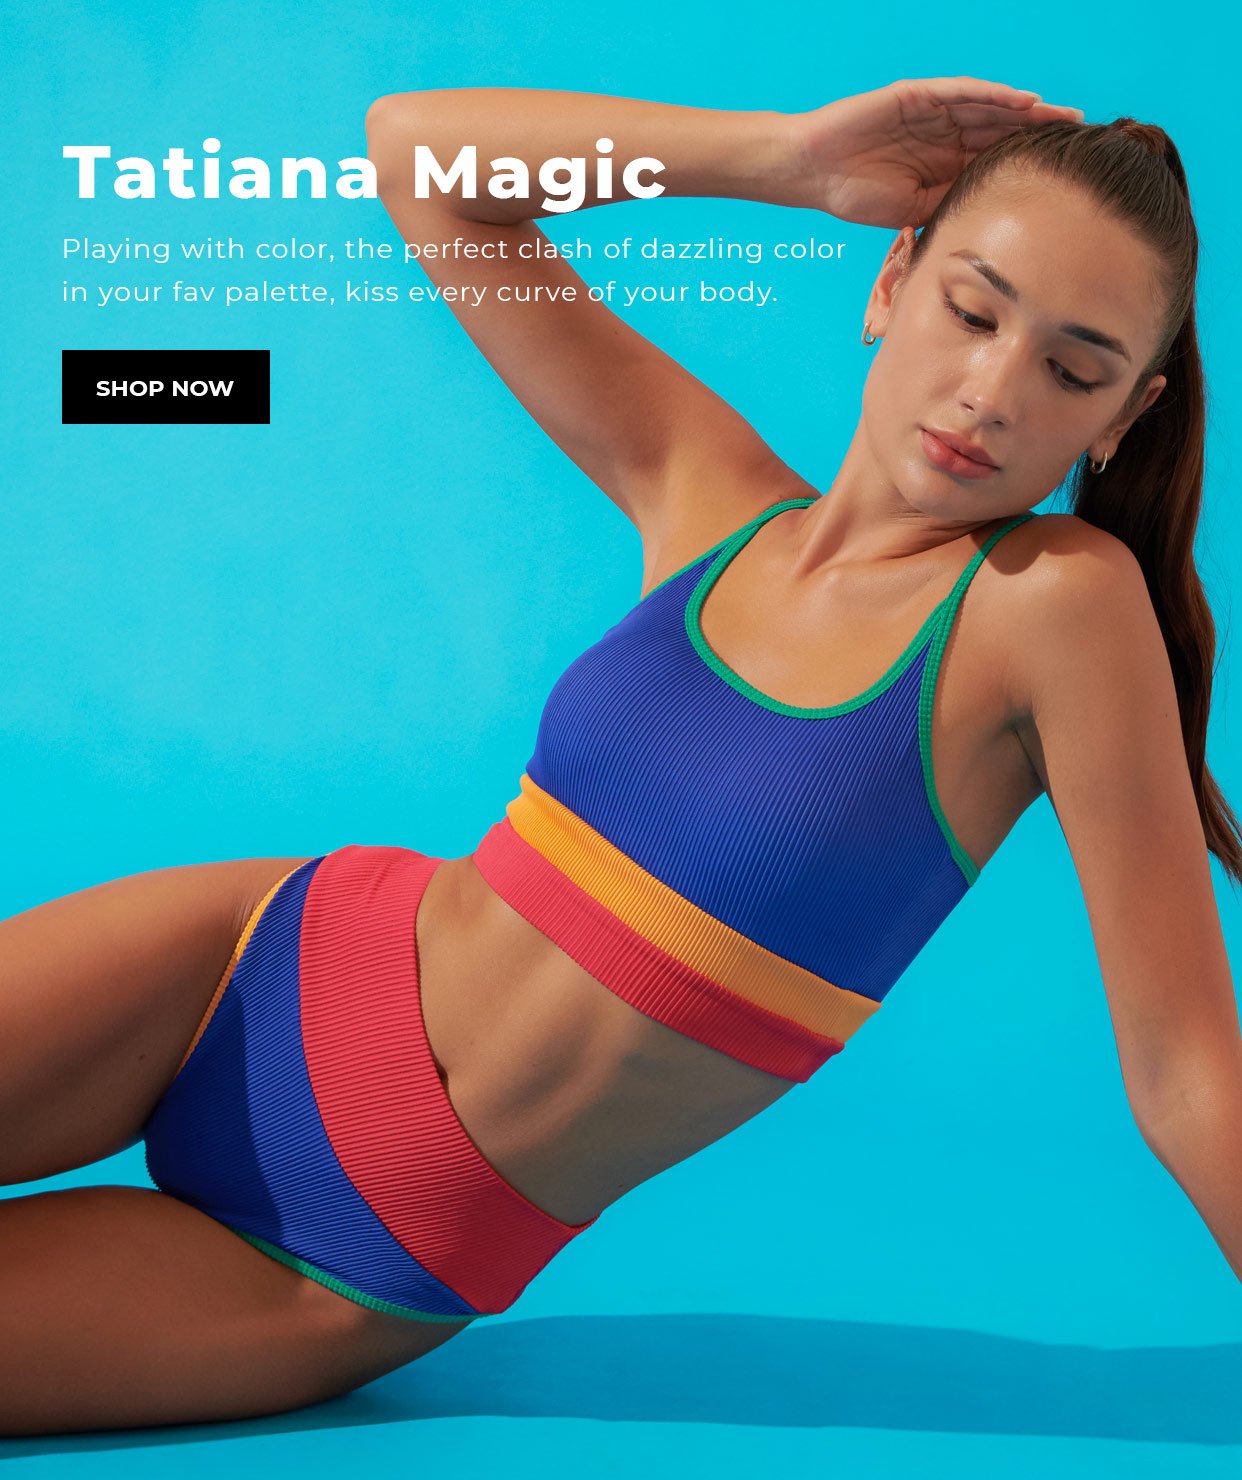 Tatiana Magic
Playing with color, the perfect clash of dazzling color
in your fav palette, kiss every curve of your body.
SHOP NOW